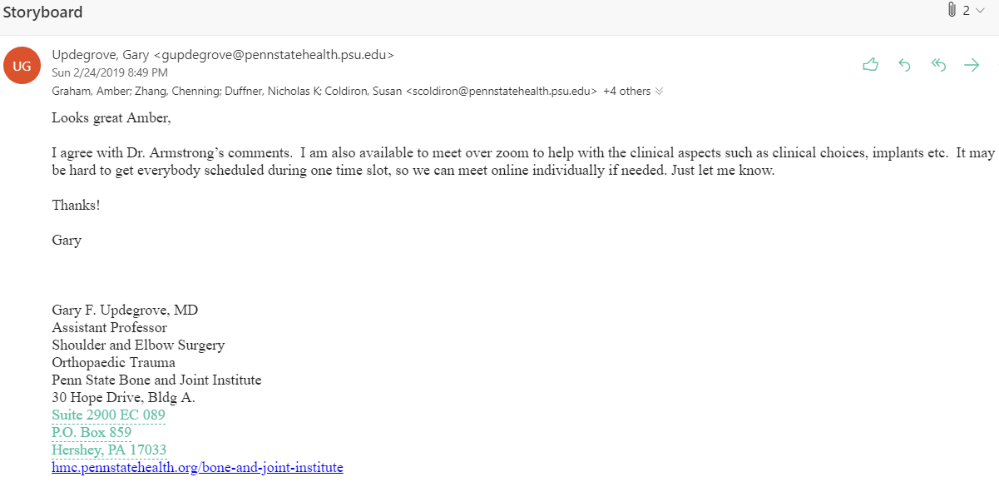 Storyboard
2
UG
Updegrove, Gary <gupdegrove@pennstatehealth.psu.edu>
Sun 2/24/2019 8:49 PM
Graham, Amber; Zhang, Chenning; Duffner, Nicholas K; Coldiron, Susan <scoldiron@pennstatehealth.psu.edu> +4 others
Looks great Amber,
I agree with Dr. Armstrong’s comments.  I am also available to meet over zoom to help with the clinical aspects such as clinical choices, implants etc.  It may
be hard to get everybody scheduled during one time slot, so we can meet online individually if needed. Just let me know.
Thanks!
Gary
Gary F. Updegrove, MD
Assistant Professor
Shoulder and Elbow Surgery
Orthopaedic Trauma
Penn State Bone and Joint Institute
30 Hope Drive, Bldg A.
Suite 2900 EC 089
P.O. Box 859
Hershey, PA 17033
hmc.pennstatehealth.org/bone-and-joint-institute